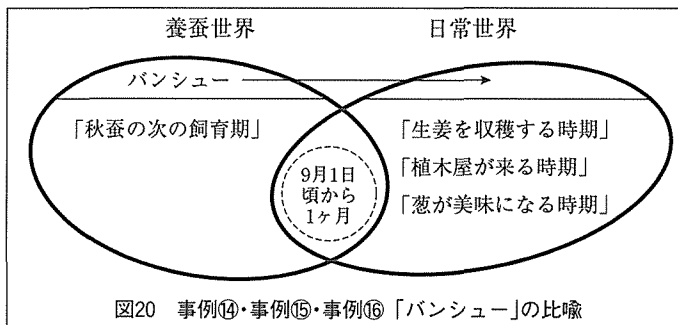 養蚕世界
日常世界
バンシュー
「秋蚕の次の飼育期」
9月1日
頃から
1ヶ月
「生姜を収穫する時期」
「植木屋が来る時期」
「葱が美味になる時期」
図20 事例⑭・事例⑮・事例⑯「バンシュー」の比喩